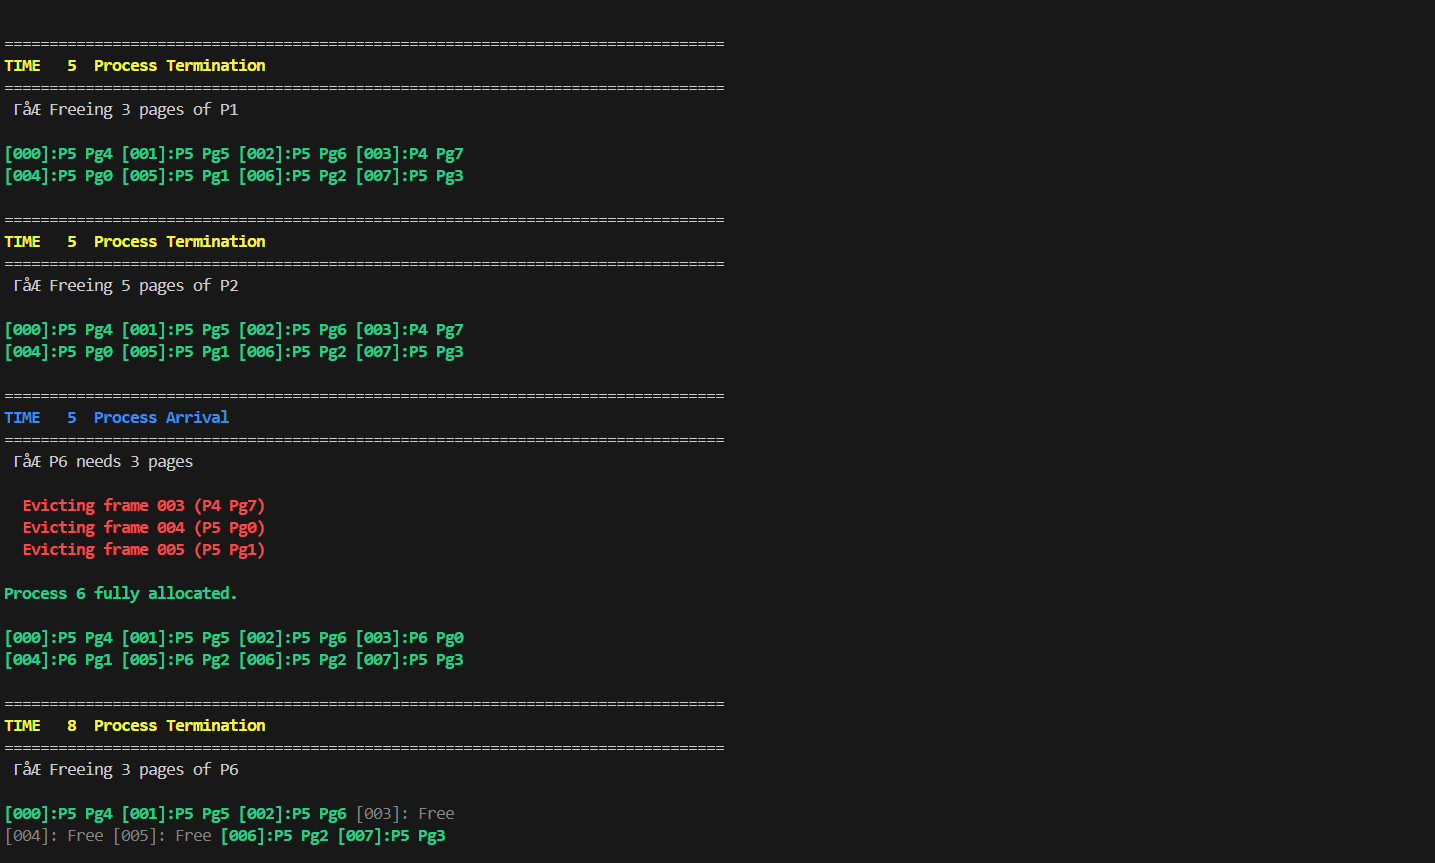 ================================================================================
TIME   5  Process Termination
================================================================================
 ΓåÆ Freeing 3 pages of P1
[000]:P5 Pg4 [001]:P5 Pg5 [002]:P5 Pg6 [003]:P4 Pg7
[004]:P5 Pg0 [005]:P5 Pg1 [006]:P5 Pg2 [007]:P5 Pg3
================================================================================
TIME   5  Process Termination
================================================================================
 ΓåÆ Freeing 5 pages of P2
[000]:P5 Pg4 [001]:P5 Pg5 [002]:P5 Pg6 [003]:P4 Pg7
[004]:P5 Pg0 [005]:P5 Pg1 [006]:P5 Pg2 [007]:P5 Pg3
================================================================================
TIME   5  Process Arrival
================================================================================
 ΓåÆ P6 needs 3 pages
  Evicting frame 003 (P4 Pg7)
  Evicting frame 004 (P5 Pg0)
  Evicting frame 005 (P5 Pg1)
Process 6 fully allocated.
[000]:P5 Pg4 [001]:P5 Pg5 [002]:P5 Pg6 [003]:P6 Pg0
[004]:P6 Pg1 [005]:P6 Pg2 [006]:P5 Pg2 [007]:P5 Pg3
================================================================================
TIME   8  Process Termination
================================================================================
 ΓåÆ Freeing 3 pages of P6
[000]:P5 Pg4 [001]:P5 Pg5 [002]:P5 Pg6 [003]: Free
[004]: Free [005]: Free [006]:P5 Pg2 [007]:P5 Pg3